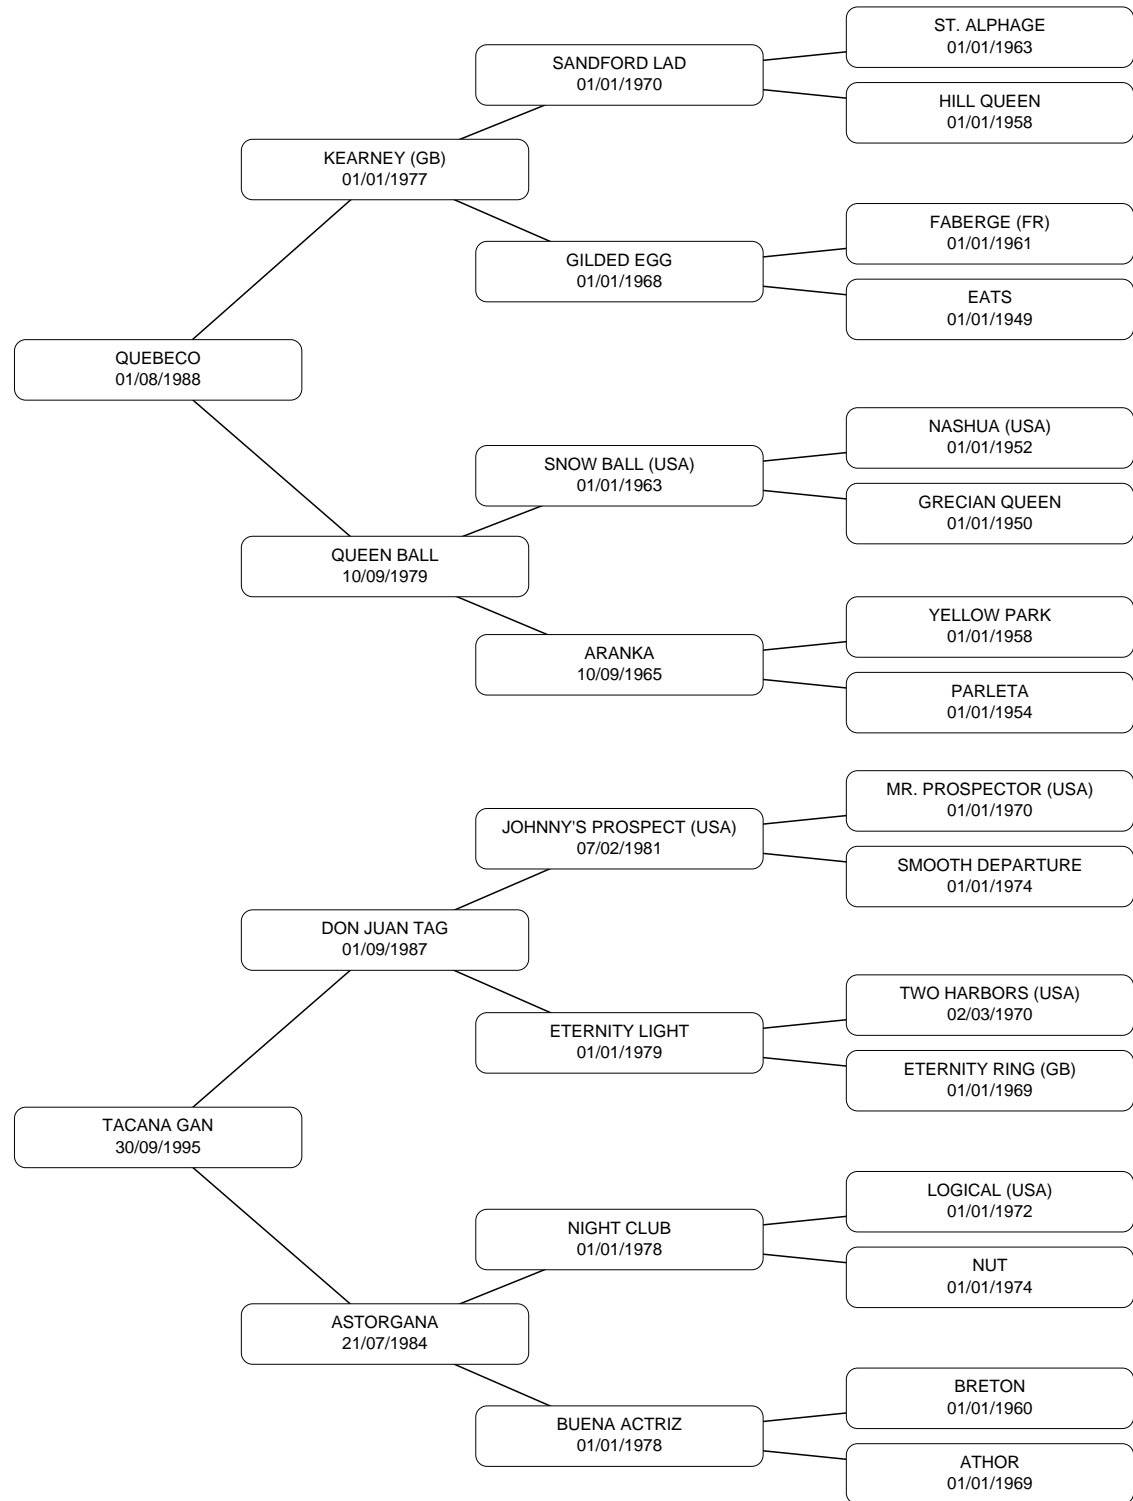 ST. ALPHAGE
01/01/1963
SANDFORD LAD
01/01/1970
HILL QUEEN
01/01/1958
KEARNEY (GB)
01/01/1977
FABERGE (FR)
01/01/1961
GILDED EGG
01/01/1968
EATS
01/01/1949
QUEBECO
01/08/1988
NASHUA (USA)
01/01/1952
SNOW BALL (USA)
01/01/1963
GRECIAN QUEEN
01/01/1950
QUEEN BALL
10/09/1979
YELLOW PARK
01/01/1958
ARANKA
10/09/1965
PARLETA
01/01/1954
MR. PROSPECTOR (USA)
01/01/1970
JOHNNY'S PROSPECT (USA)
07/02/1981
SMOOTH DEPARTURE
01/01/1974
DON JUAN TAG
01/09/1987
TWO HARBORS (USA)
02/03/1970
ETERNITY LIGHT
01/01/1979
ETERNITY RING (GB)
01/01/1969
TACANA GAN
30/09/1995
LOGICAL (USA)
01/01/1972
NIGHT CLUB
01/01/1978
NUT
01/01/1974
ASTORGANA
21/07/1984
BRETON
01/01/1960
BUENA ACTRIZ
01/01/1978
ATHOR
01/01/1969